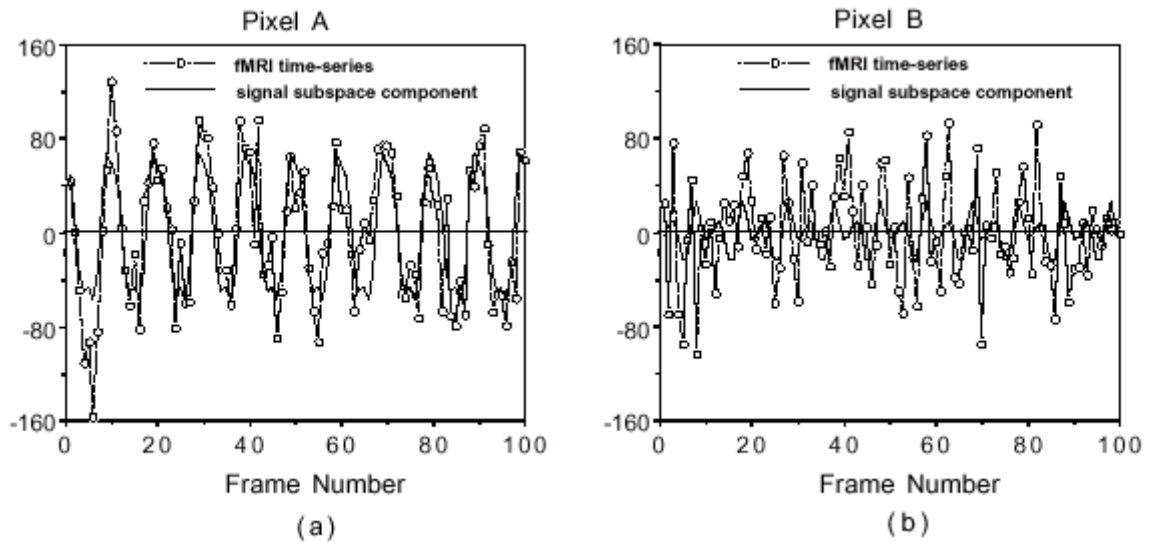 Pixel A
160
80
0
-80
-160
fMRI time-series
signal subspace component
0 20 40 60 80 100
Frame Number
(a)
Pixel B
160
80
0
-80
-160
fMRI time-series
signal subspace component
0 20 40 60 80 100
Frame Number
(b)